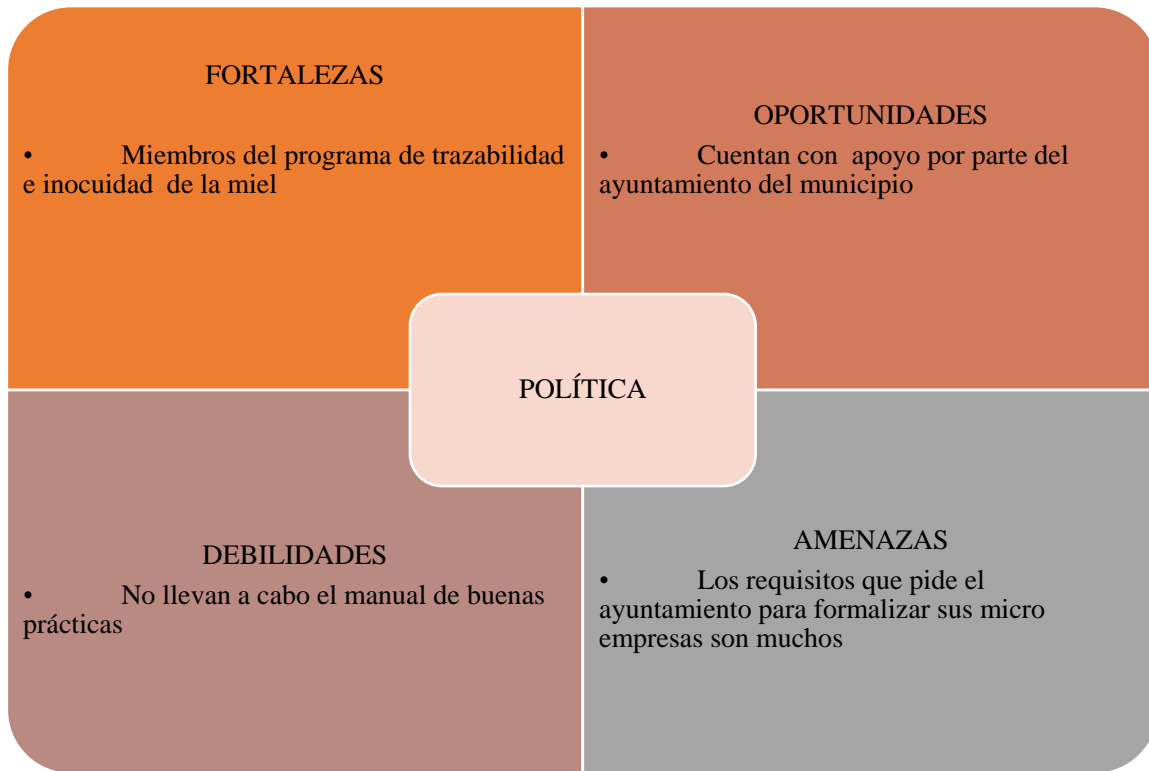 FORTALEZAS
• Miembros del programa de trazabilidad
e inocuidad de la miel
OPORTUNIDADES
• Cuentan con apoyo por parte del
ayuntamiento del municipio
POLÍTICA
DEBILIDADES
• No llevan a cabo el manual de buenas
prácticas
AMENAZAS
• Los requisitos que pide el
ayuntamiento para formalizar sus micro
empresas son muchos